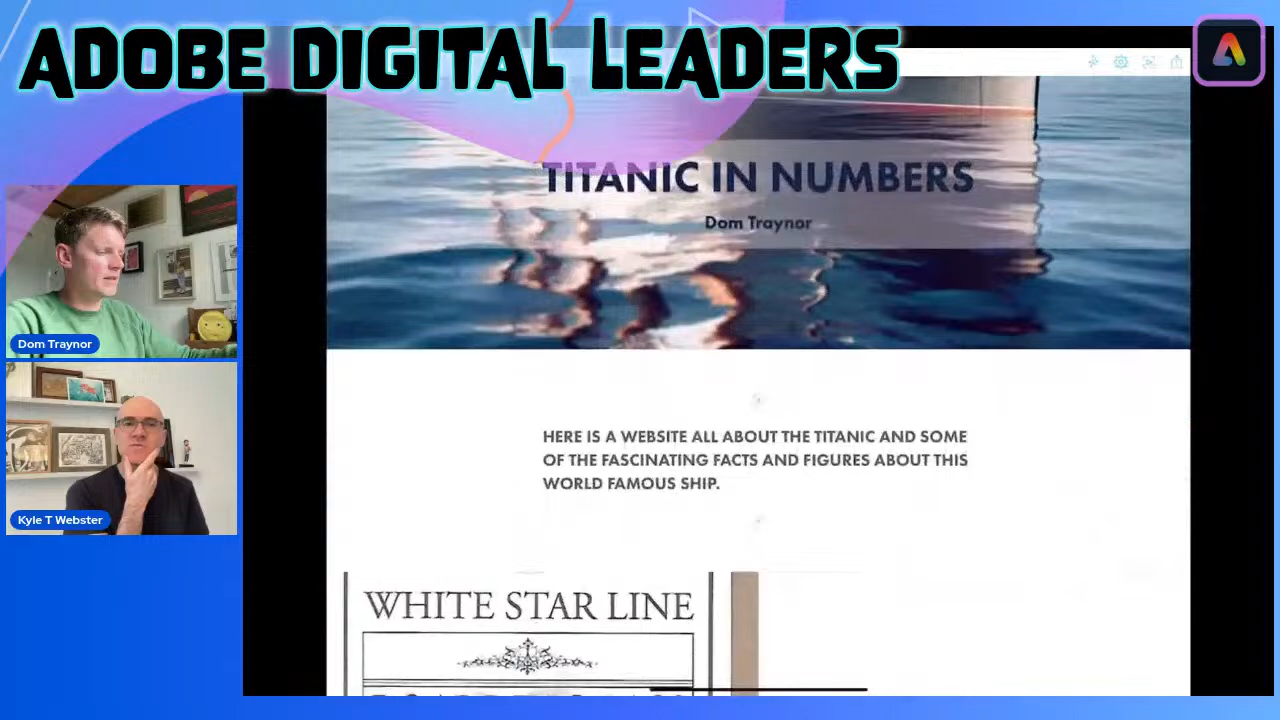 ADOBE DIGITAL LEADERS
TITANIC IN NUMBERS
Dom Traynor
HERE IS A WEBSITE ALL ABOUT THE TITANIC AND SOME
OF THE FASCINATING FACTS AND FIGURES ABOUT THIS
WORLD FAMOUS SHIP.
WHITE STAR LINE
Dom Traynor
Kyle T Webster